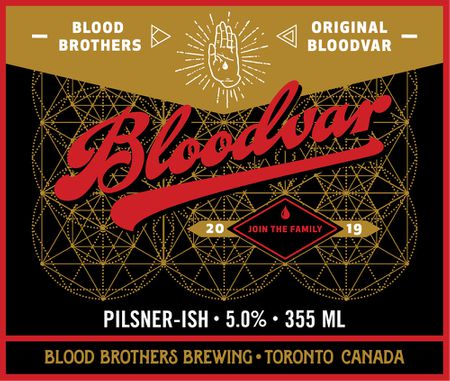 BLOOD
BROTHERS
ORIGINAL
BLOODVAR
Bloodvar
20 JOIN THE FAMILY 19
PILSNER-ISH • 5.0% • 355 ML
BLOOD BROTHERS BREWING • TORONTO CANADA